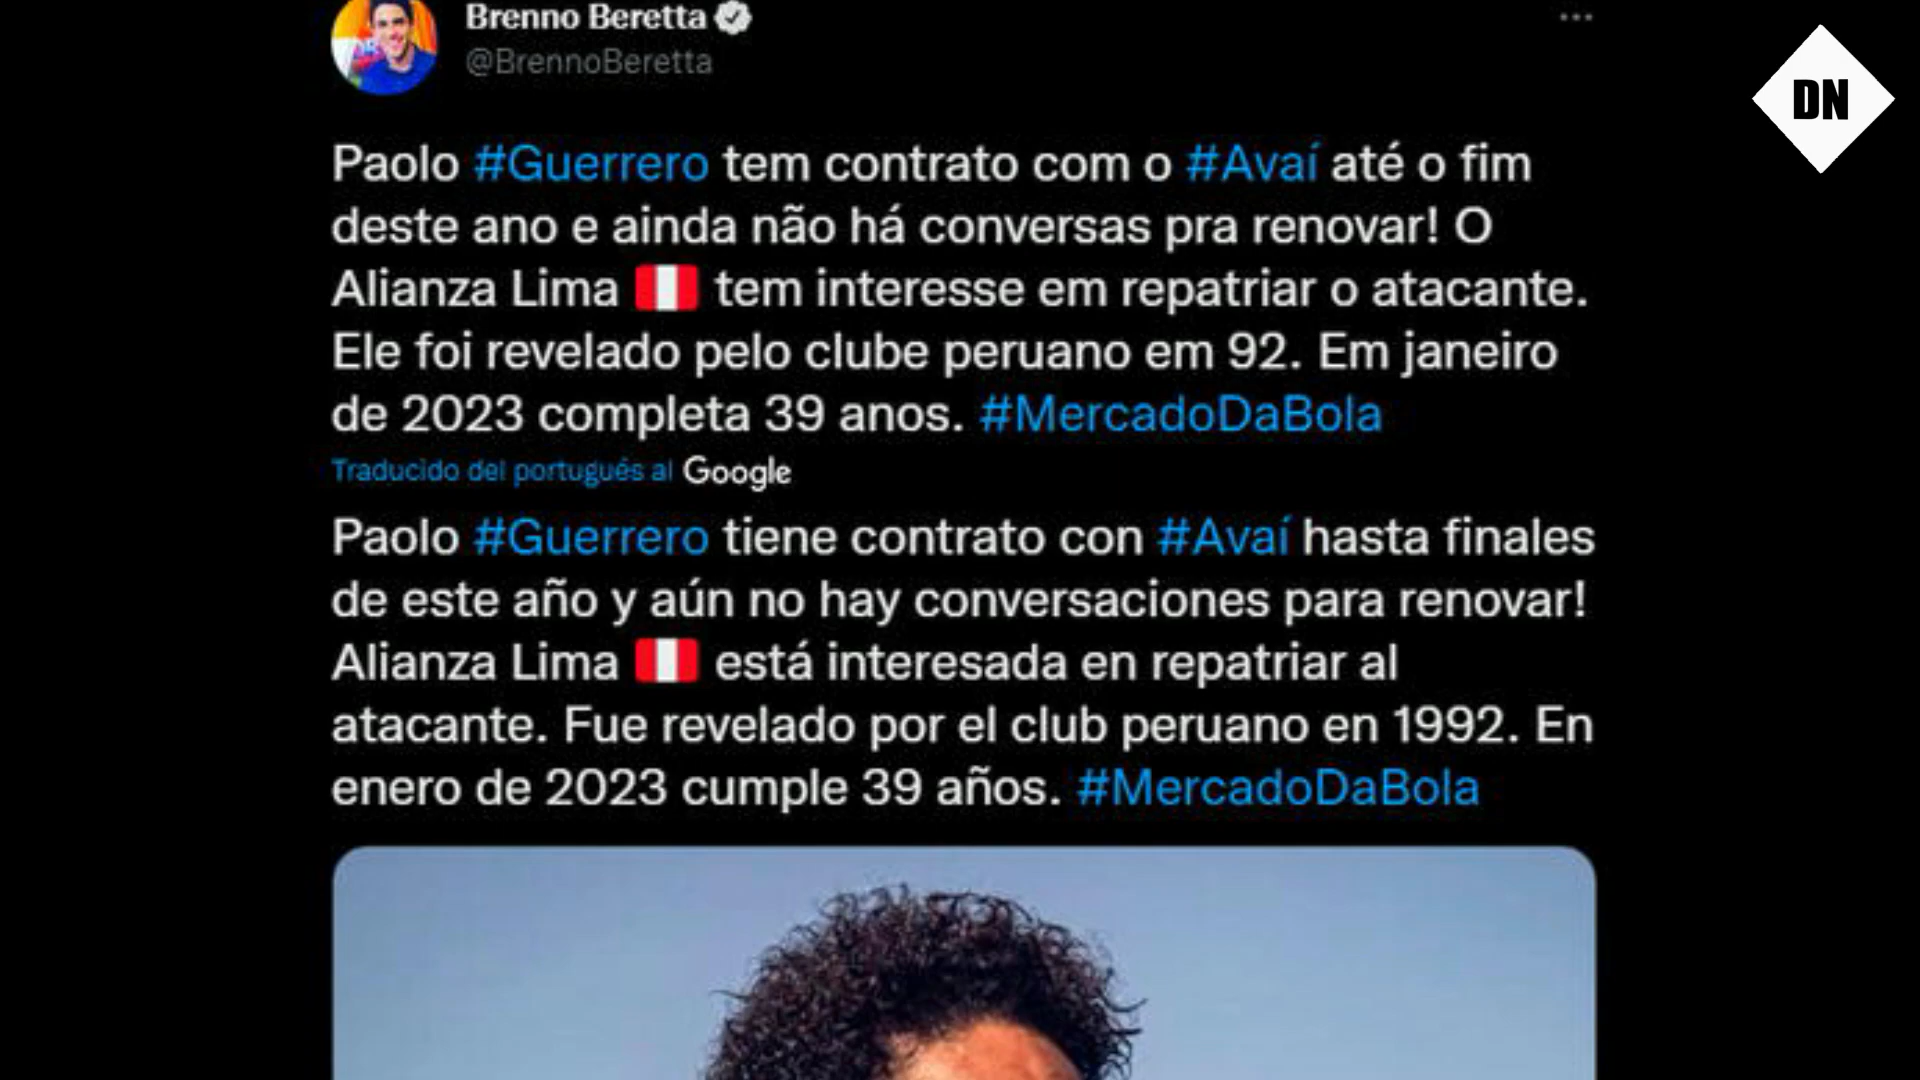 Brenno Beretta
@BrennoBeretta
DN
Paolo #Guerrero tem contrato com o #Avaí até o fim
deste ano e ainda não há conversas pra renovar! O
Alianza Lima 🇵🇪 tem interesse em repatriar o atacante.
Ele foi revelado pelo clube peruano em 92. Em janeiro
de 2023 completa 39 anos. #MercadoDaBola
Traducido del portugués al Google
Paolo #Guerrero tiene contrato con #Avaí hasta finales
de este año y aún no hay conversaciones para renovar!
Alianza Lima 🇵🇪 está interesada en repatriar al
atacante. Fue revelado por el club peruano en 1992. En
enero de 2023 cumple 39 años. #MercadoDaBola